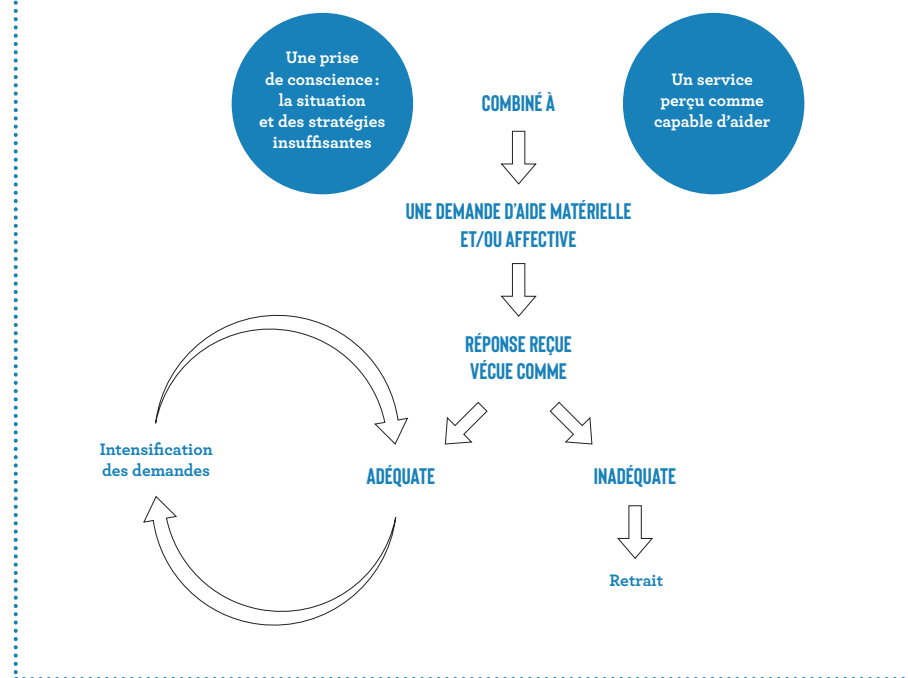 Une prise
de conscience :
la situation
et des stratégies
insuffisantes
COMBINÉ À
Un service
perçu comme
capable d'aider
UNE DEMANDE D'AIDE MATÉRIELLE
ET/OU AFFECTIVE
RÉPONSE REÇUE
VÉCUE COMME
Intensification
des demandes
ADÉQUATE
INADÉQUATE
Retrait